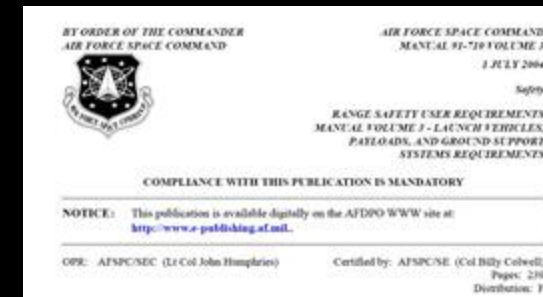 BY ORDER OF THE COMMANDER
AIR FORCE SPACE COMMAND
AIR FORCE SPACE COMMAND
MANUAL 91-710 VOLUME 3
1 JULY 2004
Safety
RANGE SAFETY USER REQUIREMENTS
MANUAL VOLUME 3 - LAUNCH VEHICLES,
PAYLOADS, AND GROUND SUPPORT
SYSTEMS REQUIREMENTS
COMPLIANCE WITH THIS PUBLICATION IS MANDATORY
NOTICE: This publication is available digitally on the AFDPO WWW site at:
http://www.e-publishing.af.mil.
OPR: AFSPC/SEC (Lt Col John Humphries)
Certified by: AFSPC/SE (Col Billy Colwell)
Pages: 239
Distribution: F